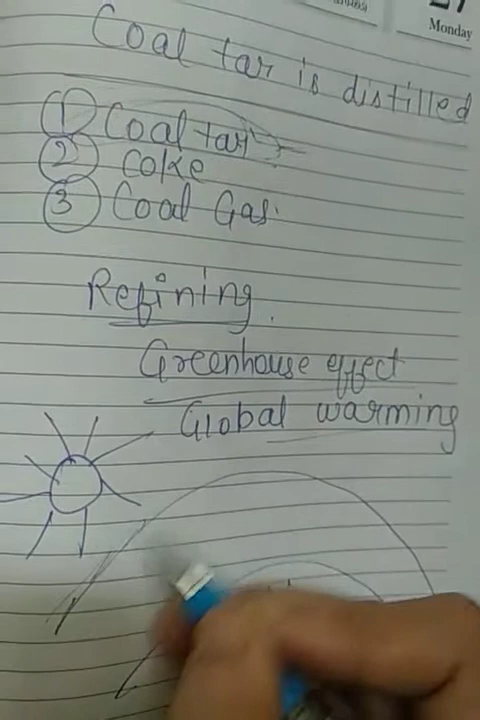 Monday
Coal tar is distilled
1 Coal tar
2 Coke
3 Coal Gas.
Refining.
Greenhouse effect
Global warming